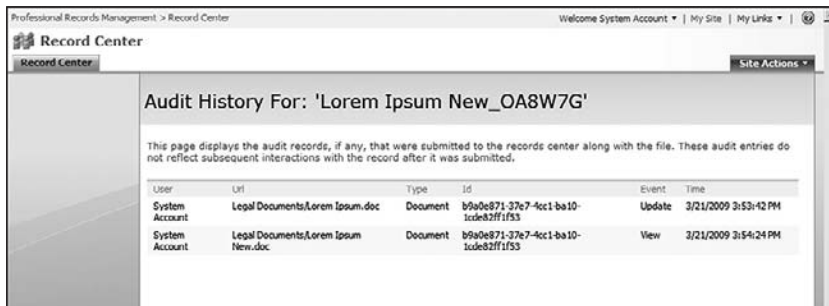 Professional Records Management > Record Center
Welcome System Account ▾ | My Site | My Links ▾ |
Record Center
Record Center
Site Actions ▾
Audit History For: 'Lorem Ipsum New_OA8W7G'
This page displays the audit records, if any, that were submitted to the records center along with the file. These audit entries do
not reflect subsequent interactions with the record after it was submitted.
User Url Type Id Event Time
System Legal Documents/Lorem Ipsum.doc Document b9a0e871-37e7-4cc1-ba10- Update 3/21/2009 3:53:42 PM
Account 1cde82ff1f53
System Legal Documents/Lorem Ipsum Document b9a0e871-37e7-4cc1-ba10- View 3/21/2009 3:54:24 PM
Account New.doc 1cde82ff1f53